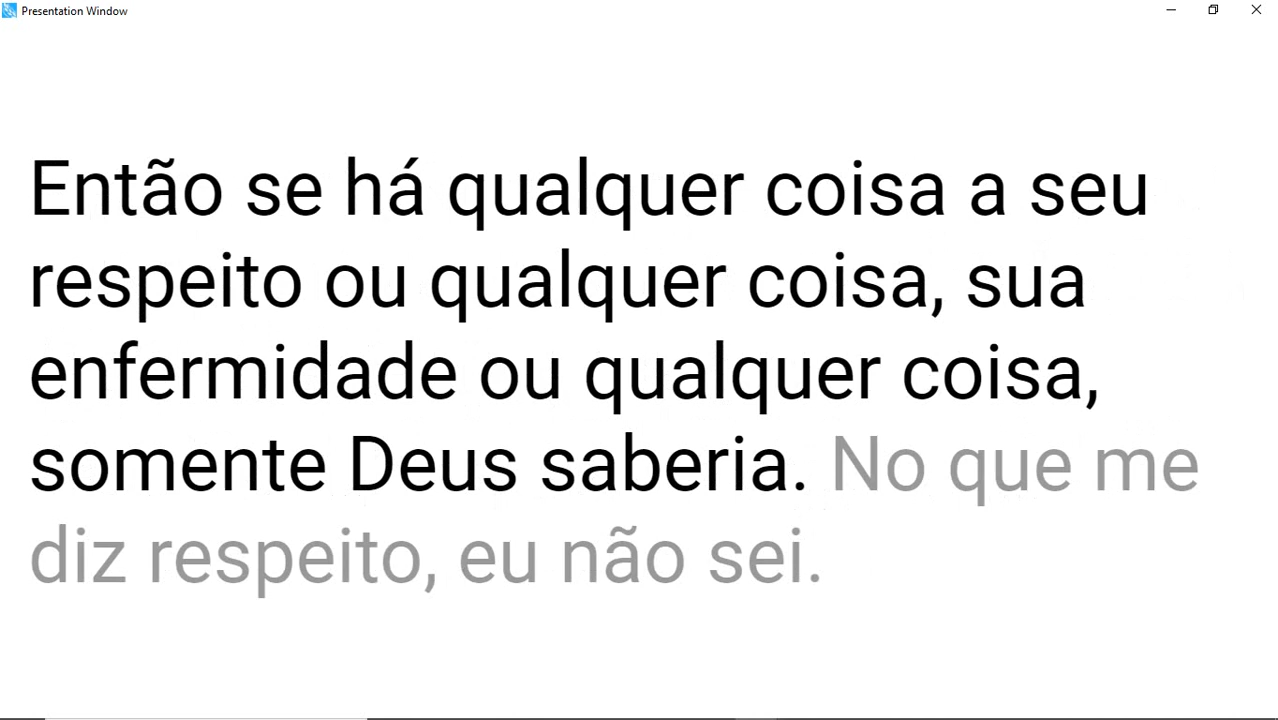 Presentation Window
Então se há qualquer coisa a seu
respeito ou qualquer coisa, sua
enfermidade ou qualquer coisa,
somente Deus saberia. No que me
diz respeito, eu não sei.